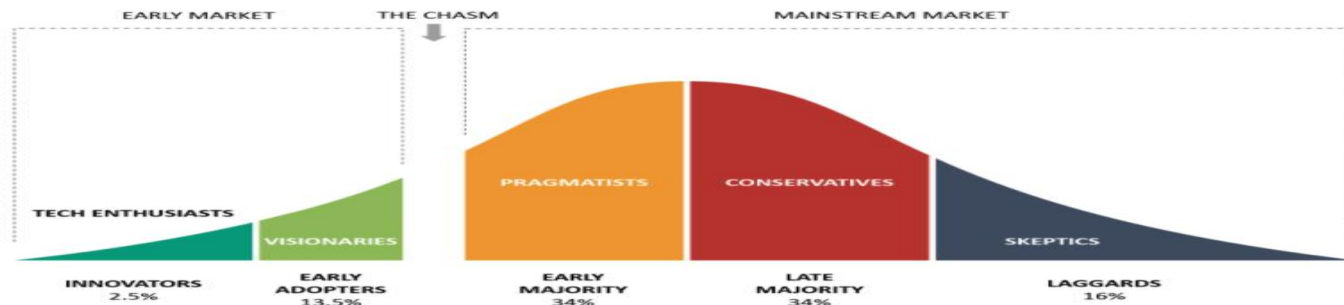 EARLY MARKET
THE CHASM
MAINSTREAM MARKET
TECH ENTHUSIASTS
VISIONARIES
PRAGMATISTS
CONSERVATIVES
SKEPTICS
INNOVATORS
2.5%
EARLY
ADOPTERS
13.5%
EARLY
MAJORITY
34%
LATE
MAJORITY
34%
LAGGARDS
16%